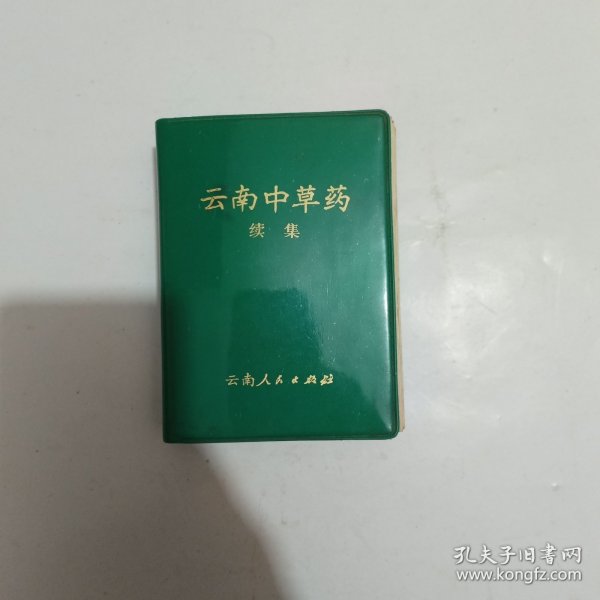 云南中草药
续 集
云南人民出版社
孔夫子旧书网
www.kongfz.com